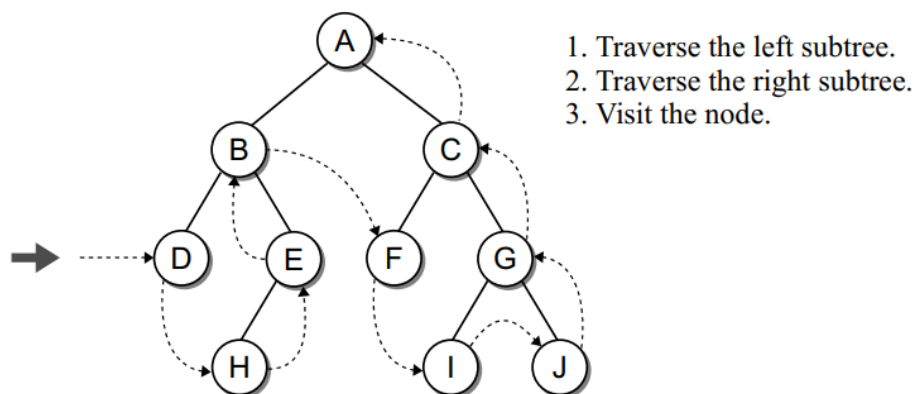 A
1. Traverse the left subtree.
2. Traverse the right subtree.
3. Visit the node.
B C
D E F G
H I J